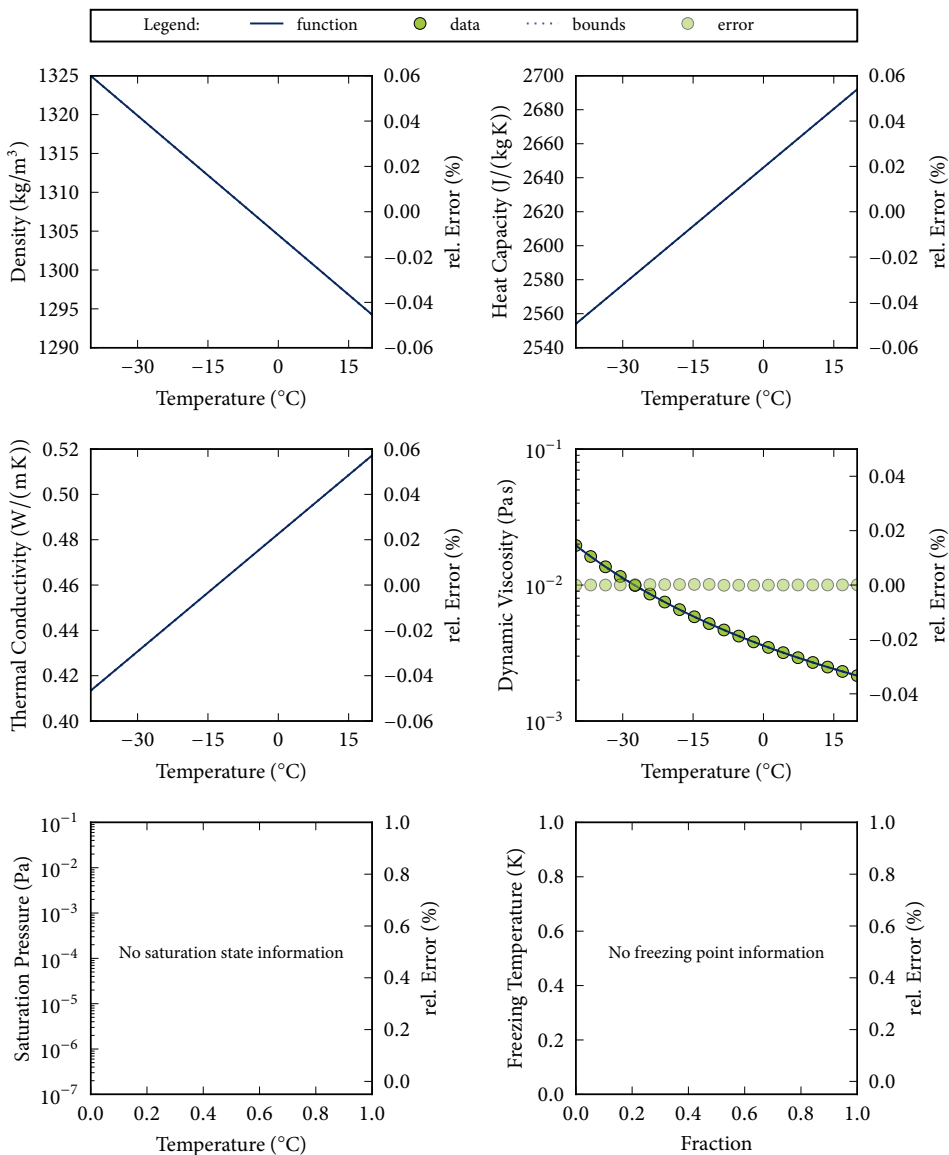 Legend: function data bounds error
1325
1320
1315
1310
1305
1300
1295
1290
Density (kg/m³)
0.06
0.04
0.02
0.00
−0.02
−0.04
−0.06
rel. Error (%)
−30 −15 0 15
Temperature (°C)
2700
2680
2660
2640
2620
2600
2580
2560
2540
Heat Capacity (J/(kg K))
0.06
0.04
0.02
0.00
−0.02
−0.04
−0.06
rel. Error (%)
−30 −15 0 15
Temperature (°C)
0.52
0.50
0.48
0.46
0.44
0.42
0.40
Thermal Conductivity (W/(m K))
0.06
0.04
0.02
0.00
−0.02
−0.04
−0.06
rel. Error (%)
−30 −15 0 15
Temperature (°C)
10⁻¹
10⁻²
10⁻³
Dynamic Viscosity (Pa s)
0.04
0.02
0.00
−0.02
−0.04
rel. Error (%)
−30 −15 0 15
Temperature (°C)
10⁻¹
10⁻²
10⁻³
10⁻⁴
10⁻⁵
10⁻⁶
10⁻⁷
Saturation Pressure (Pa)
No saturation state information
1.0
0.8
0.6
0.4
0.2
0.0
rel. Error (%)
0.0 0.2 0.4 0.6 0.8 1.0
Temperature (°C)
1.0
0.8
0.6
0.4
0.2
0.0
Freezing Temperature (K)
No freezing point information
1.0
0.8
0.6
0.4
0.2
0.0
rel. Error (%)
0.0 0.2 0.4 0.6 0.8 1.0
Fraction